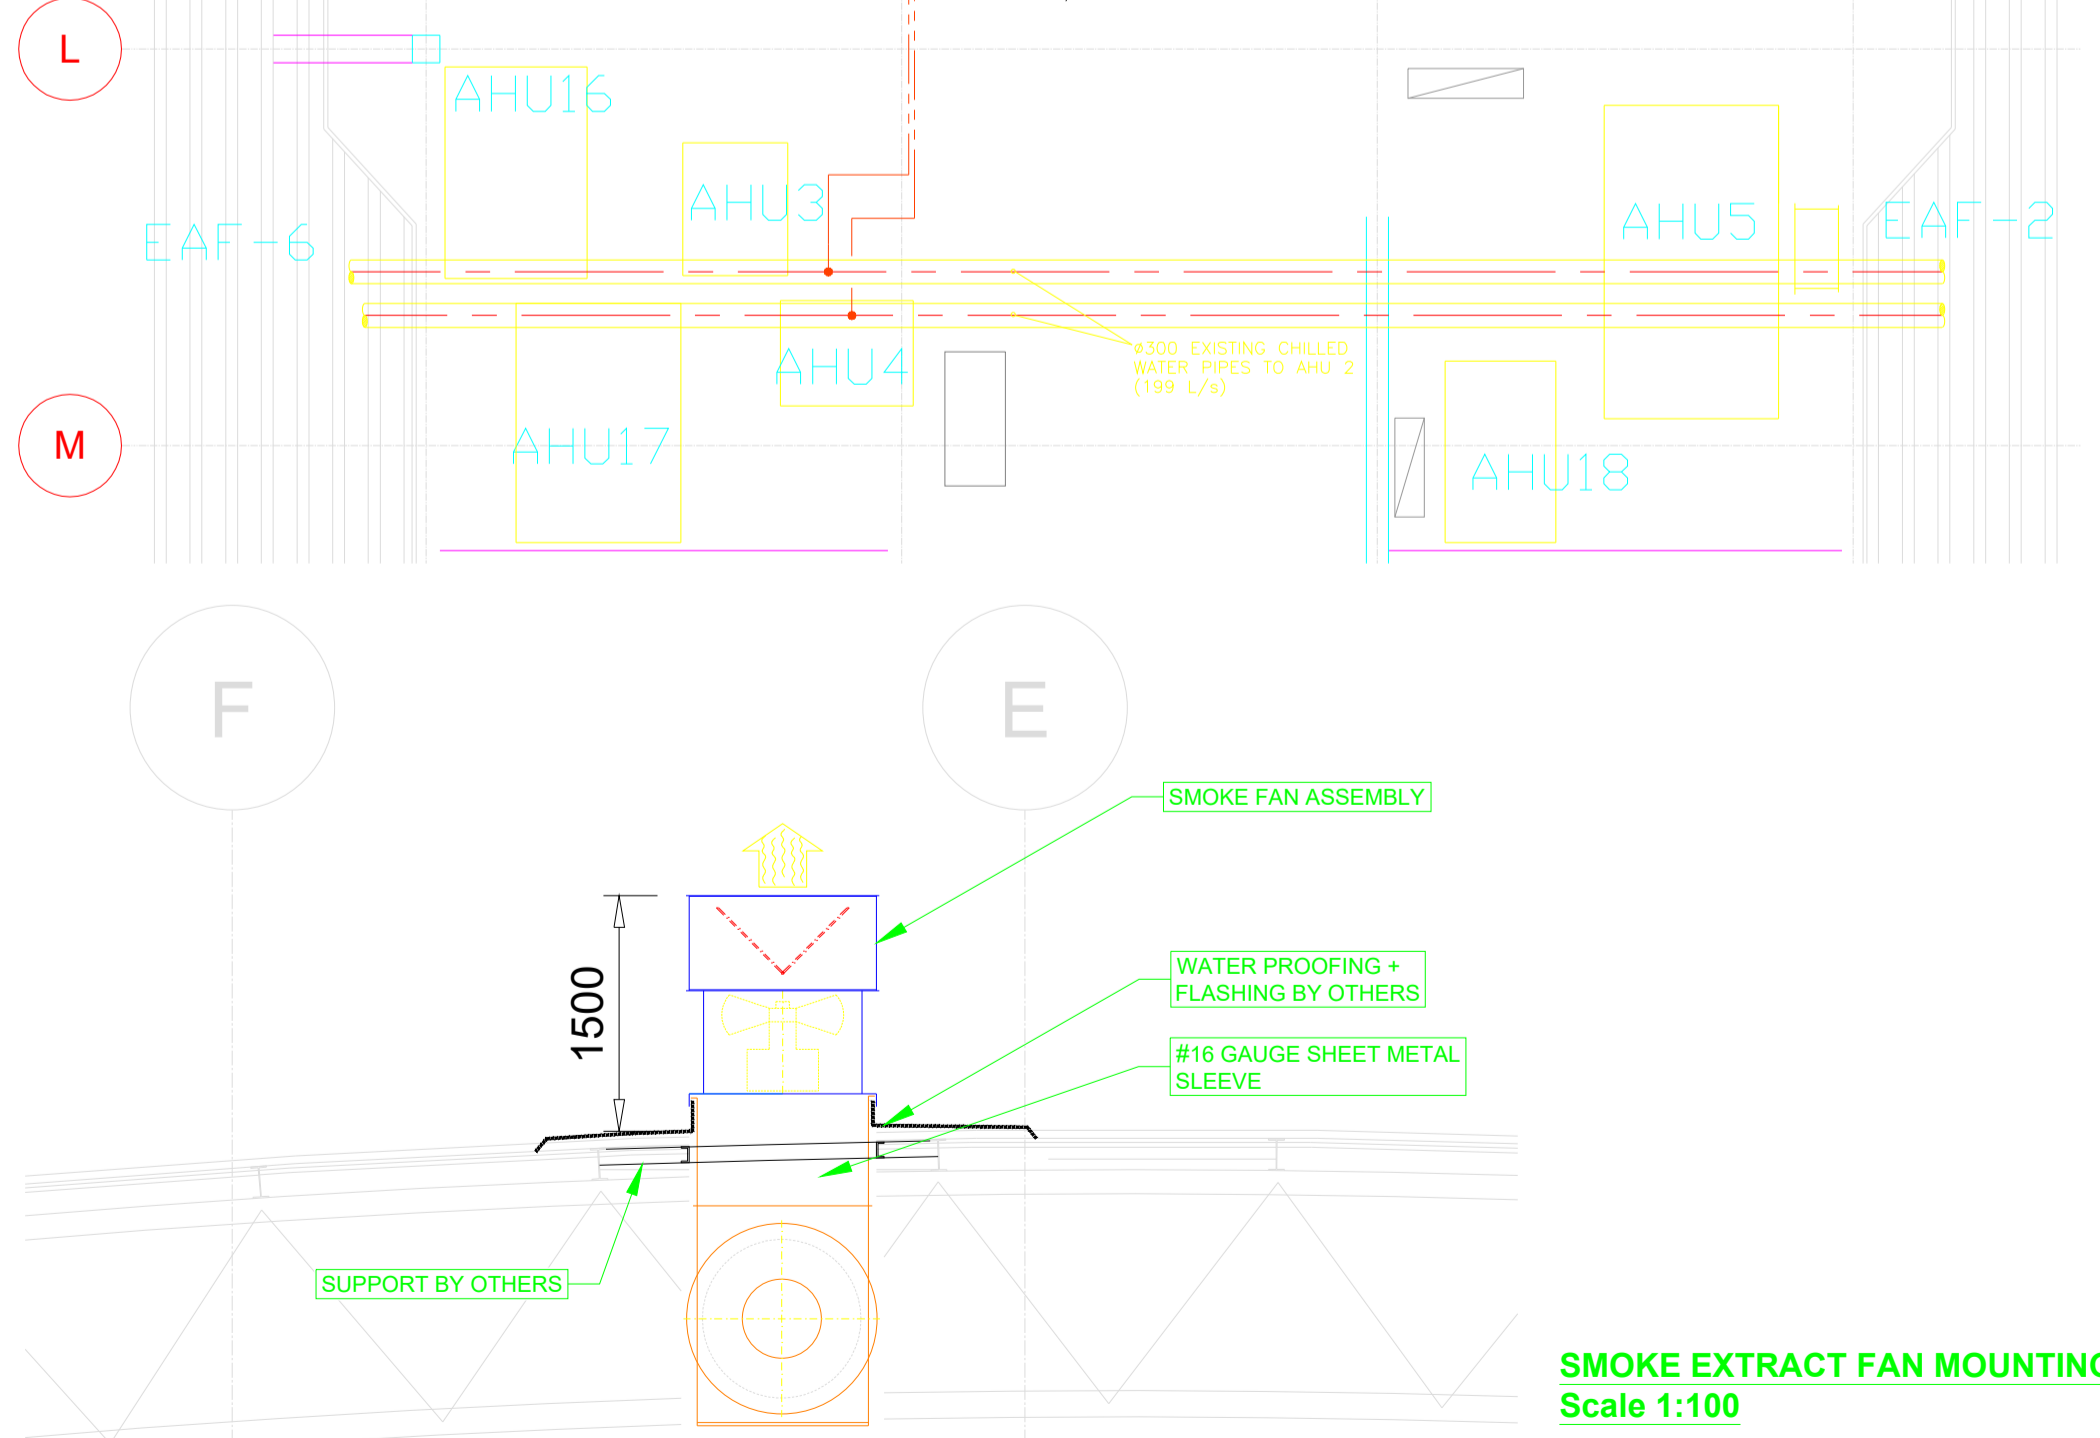 L
AHU16
AHU3
EAF-6
AHU5
EAF-2
ø300 EXISTING CHILLED
WATER PIPES TO AHU 2
(199 L/s)
AHU4
M
AHU17
AHU18
F
E
SMOKE FAN ASSEMBLY
WATER PROOFING +
FLASHING BY OTHERS
1500
#16 GAUGE SHEET METAL
SLEEVE
SUPPORT BY OTHERS
SMOKE EXTRACT FAN MOUNTING
Scale 1:100